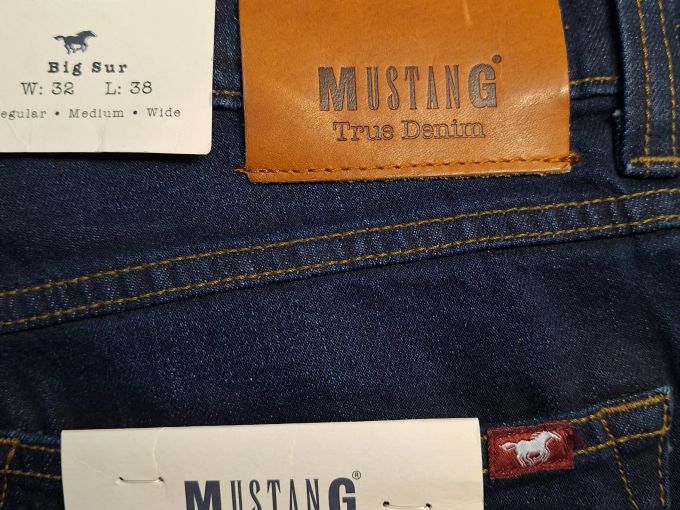 Big Sur
W: 32 L: 38
egular • Medium • Wide
MUSTANG®
True Denim
MUSTANG®